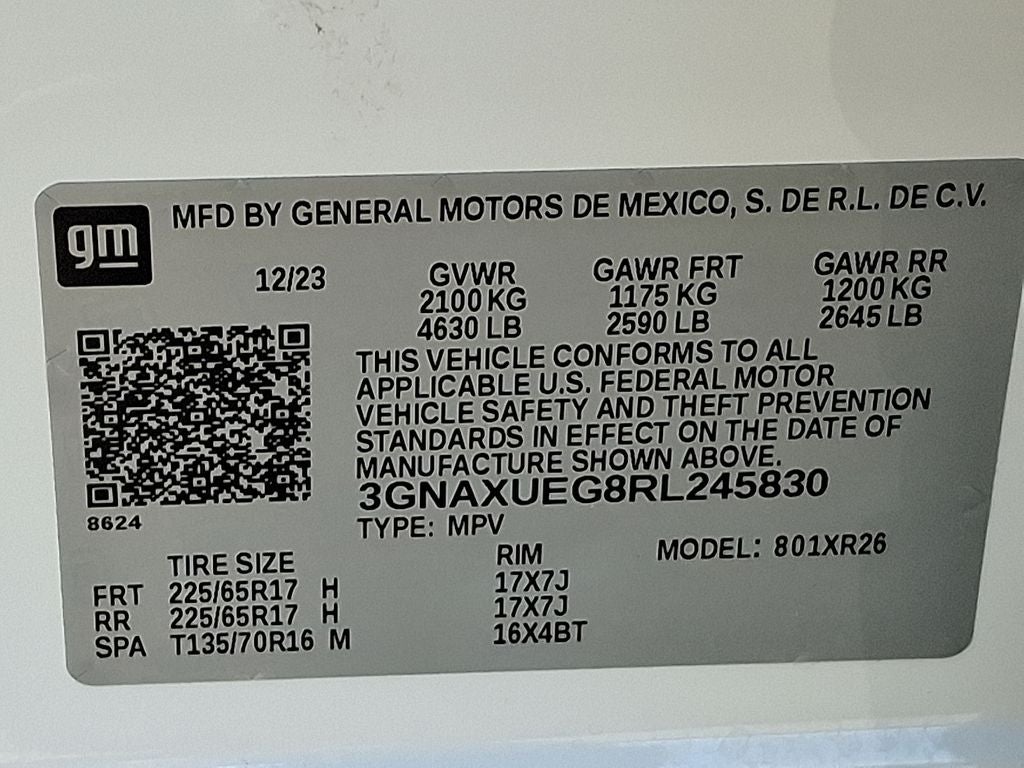 gm
MFD BY GENERAL MOTORS DE MEXICO, S. DE R.L. DE C.V.
12/23 GVWR GAWR FRT GAWR RR
2100 KG 1175 KG 1200 KG
4630 LB 2590 LB 2645 LB
THIS VEHICLE CONFORMS TO ALL
APPLICABLE U.S. FEDERAL MOTOR
VEHICLE SAFETY AND THEFT PREVENTION
STANDARDS IN EFFECT ON THE DATE OF
MANUFACTURE SHOWN ABOVE.
3GNAXUEG8RL245830
8624
TYPE: MPV
TIRE SIZE RIM MODEL: 801XR26
FRT 225/65R17 H 17X7J
RR 225/65R17 H 17X7J
SPA T135/70R16 M 16X4BT